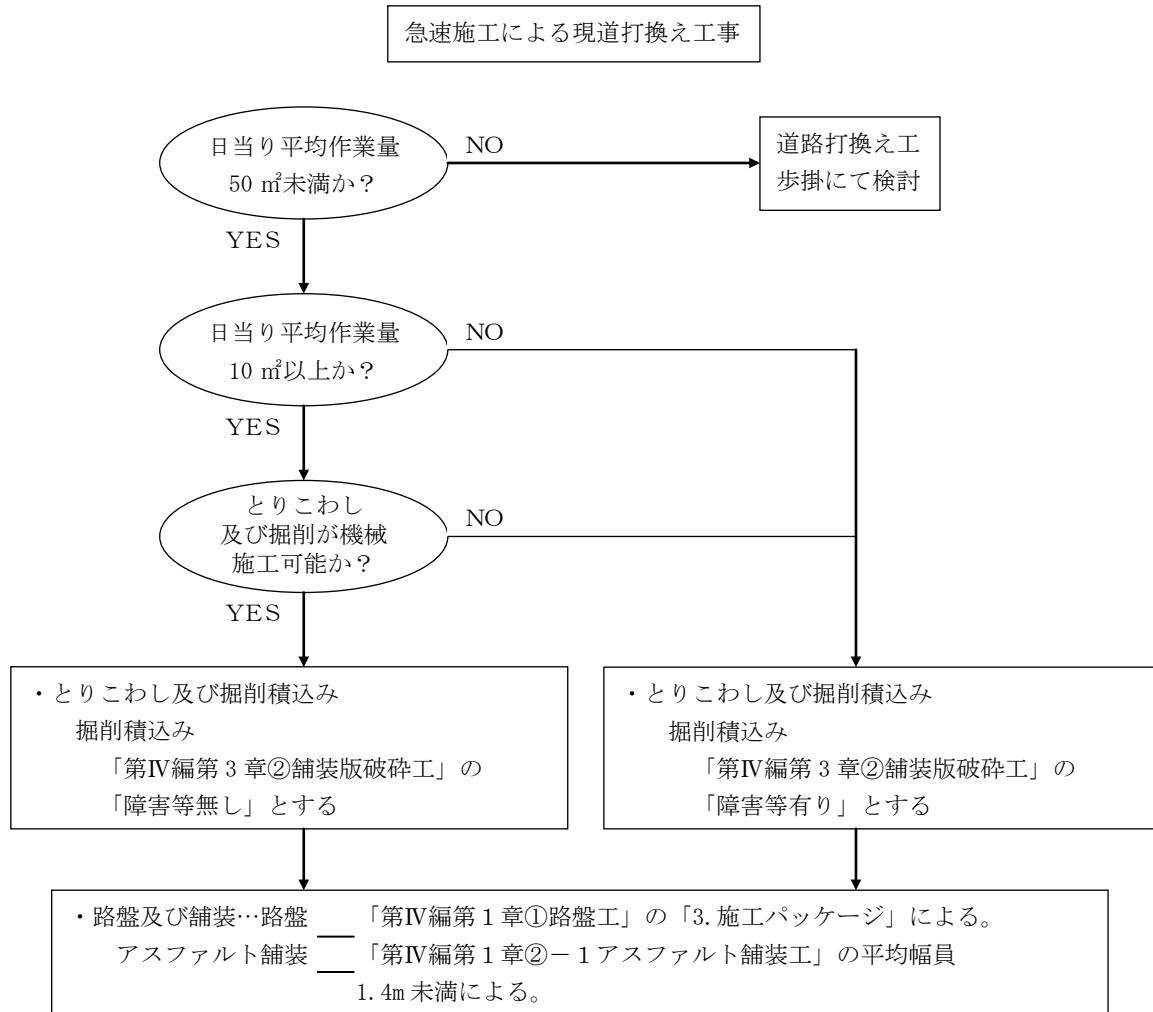 急速施工による現道打換え工事
日当り平均作業量
50 ㎡未満か？
NO
道路打換え工
歩掛にて検討
YES
日当り平均作業量
10 ㎡以上か？
NO
YES
とりこわし
及び掘削が機械
施工可能か？
NO
YES
・とりこわし及び掘削積込み
掘削積込み
「第Ⅳ編第３章②舗装版破砕工」の
「障害等無し」とする
・とりこわし及び掘削積込み
掘削積込み
「第Ⅳ編第３章②舗装版破砕工」の
「障害等有り」とする
・路盤及び舗装…路盤 「第Ⅳ編第１章①路盤工」の「3.施工パッケージ」による。
アスファルト舗装 「第Ⅳ編第１章②－１アスファルト舗装工」の平均幅員
1.4m 未満による。